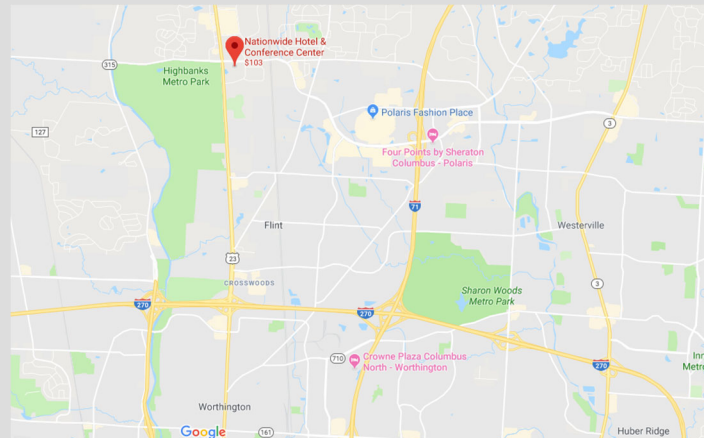 Nationwide Hotel &
Conference Center
$103
315
Highbanks
Metro Park
127
Polaris Fashion Place
3
Four Points by Sheraton
Columbus - Polaris
71
Flint
Westerville
23
CROSSWOODS
3
Sharon Woods
Metro Park
270
270
710
Crowne Plaza Columbus
North - Worthington
Inn
Metro
270
Worthington
Google
161
Huber Ridge